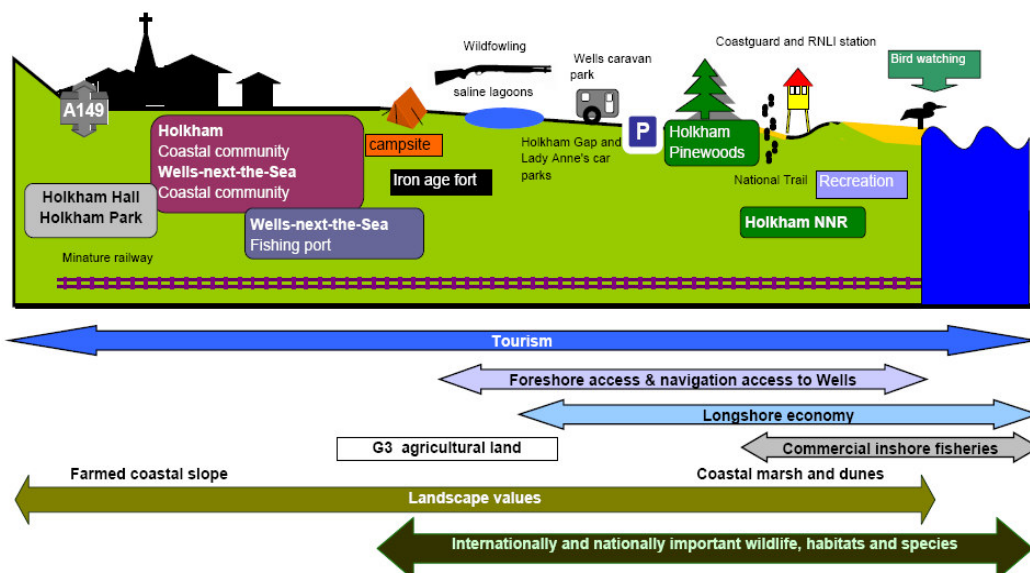 Wildfowling
Coastguard and RNLI station
Bird watching
Wells caravan
park
saline lagoons
A149
P
Holkham
Coastal community
Wells-next-the-Sea
Coastal community
campsite
Holkham Gap and
Lady Anne's car
parks
Holkham
Pinewoods
Iron age fort
National Trail
Recreation
Holkham Hall
Holkham Park
Wells-next-the-Sea
Fishing port
Holkham NNR
Minature railway
Tourism
Foreshore access & navigation access to Wells
Longshore economy
G3 agricultural land
Commercial inshore fisheries
Farmed coastal slope
Coastal marsh and dunes
Landscape values
Internationally and nationally important wildlife, habitats and species